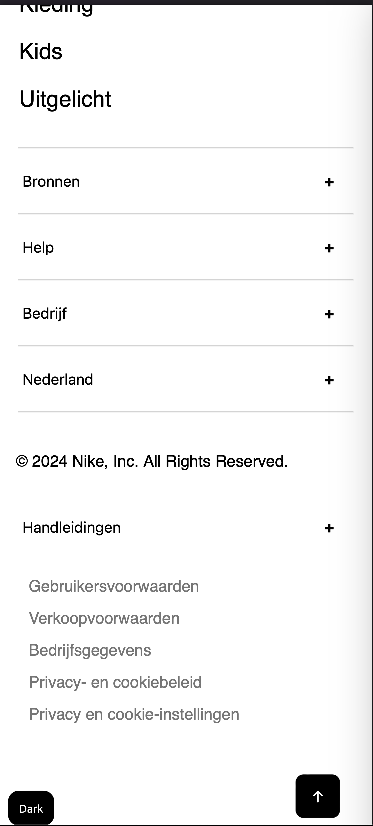 Kleding
Kids
Uitgelicht
Bronnen +
Help +
Bedrijf +
Nederland +
© 2024 Nike, Inc. All Rights Reserved.
Handleidingen +
Gebruikersvoorwaarden
Verkoopvoorwaarden
Bedrijfsgegevens
Privacy- en cookiebeleid
Privacy en cookie-instellingen
Dark